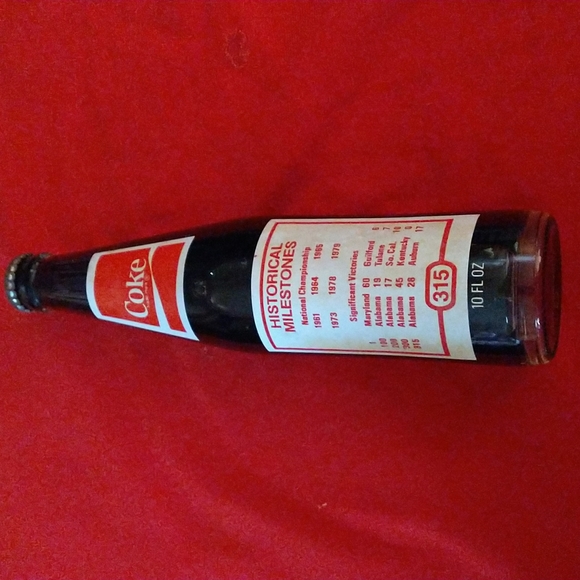 Coke
HISTORICAL
MILESTONES
National Championship
1961 1964 1965
1973 1978 1979
Significant Victories
1 Maryland 60 Guilford 6
100 Alabama 19 Tulane 7
200 Alabama 17 So. Cal. 10
300 Alabama 45 Kentucky 0
315 Alabama 28 Auburn 17
315
10 FL OZ